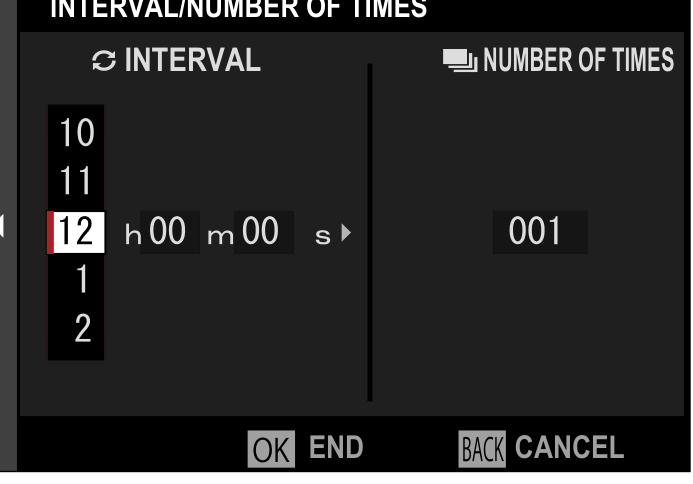 INTERVAL/NUMBER OF TIMES
INTERVAL
NUMBER OF TIMES
10
11
12 h 00 m 00 s
1
2
001
OK END
BACK CANCEL